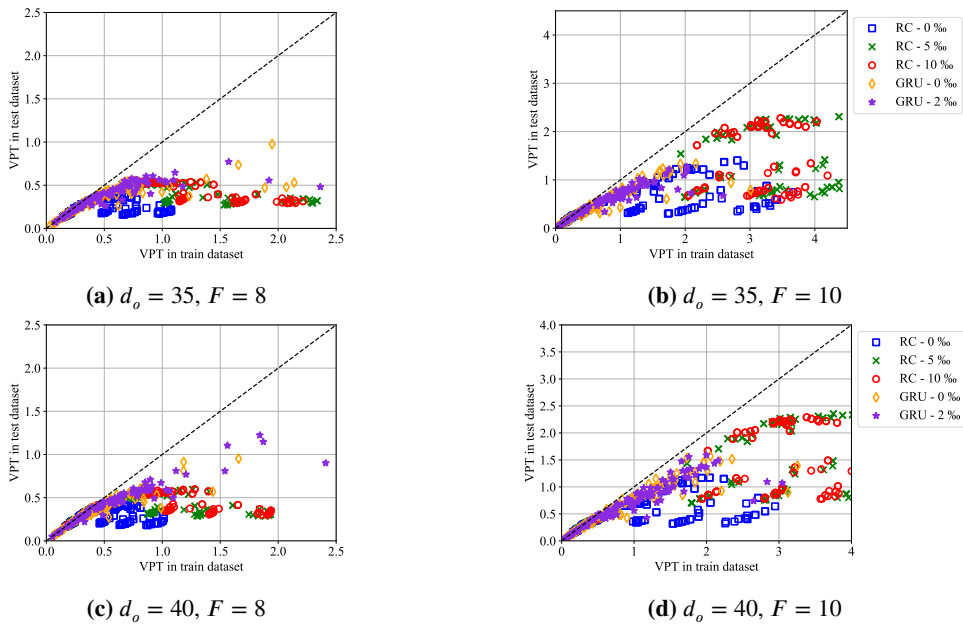 2.5
2.0
1.5
1.0
0.5
0.0
VPT in test dataset
0.0 0.5 1.0 1.5 2.0 2.5
VPT in train dataset
(a) d_o = 35, F = 8
4
3
2
1
0
VPT in test dataset
0 1 2 3 4
VPT in train dataset
RC - 0 ‰
RC - 5 ‰
RC - 10 ‰
GRU - 0 ‰
GRU - 2 ‰
(b) d_o = 35, F = 10
2.5
2.0
1.5
1.0
0.5
0.0
VPT in test dataset
0.0 0.5 1.0 1.5 2.0 2.5
VPT in train dataset
(c) d_o = 40, F = 8
4.0
3.5
3.0
2.5
2.0
1.5
1.0
0.5
0.0
VPT in test dataset
0 1 2 3 4
VPT in train dataset
RC - 0 ‰
RC - 5 ‰
RC - 10 ‰
GRU - 0 ‰
GRU - 2 ‰
(d) d_o = 40, F = 10